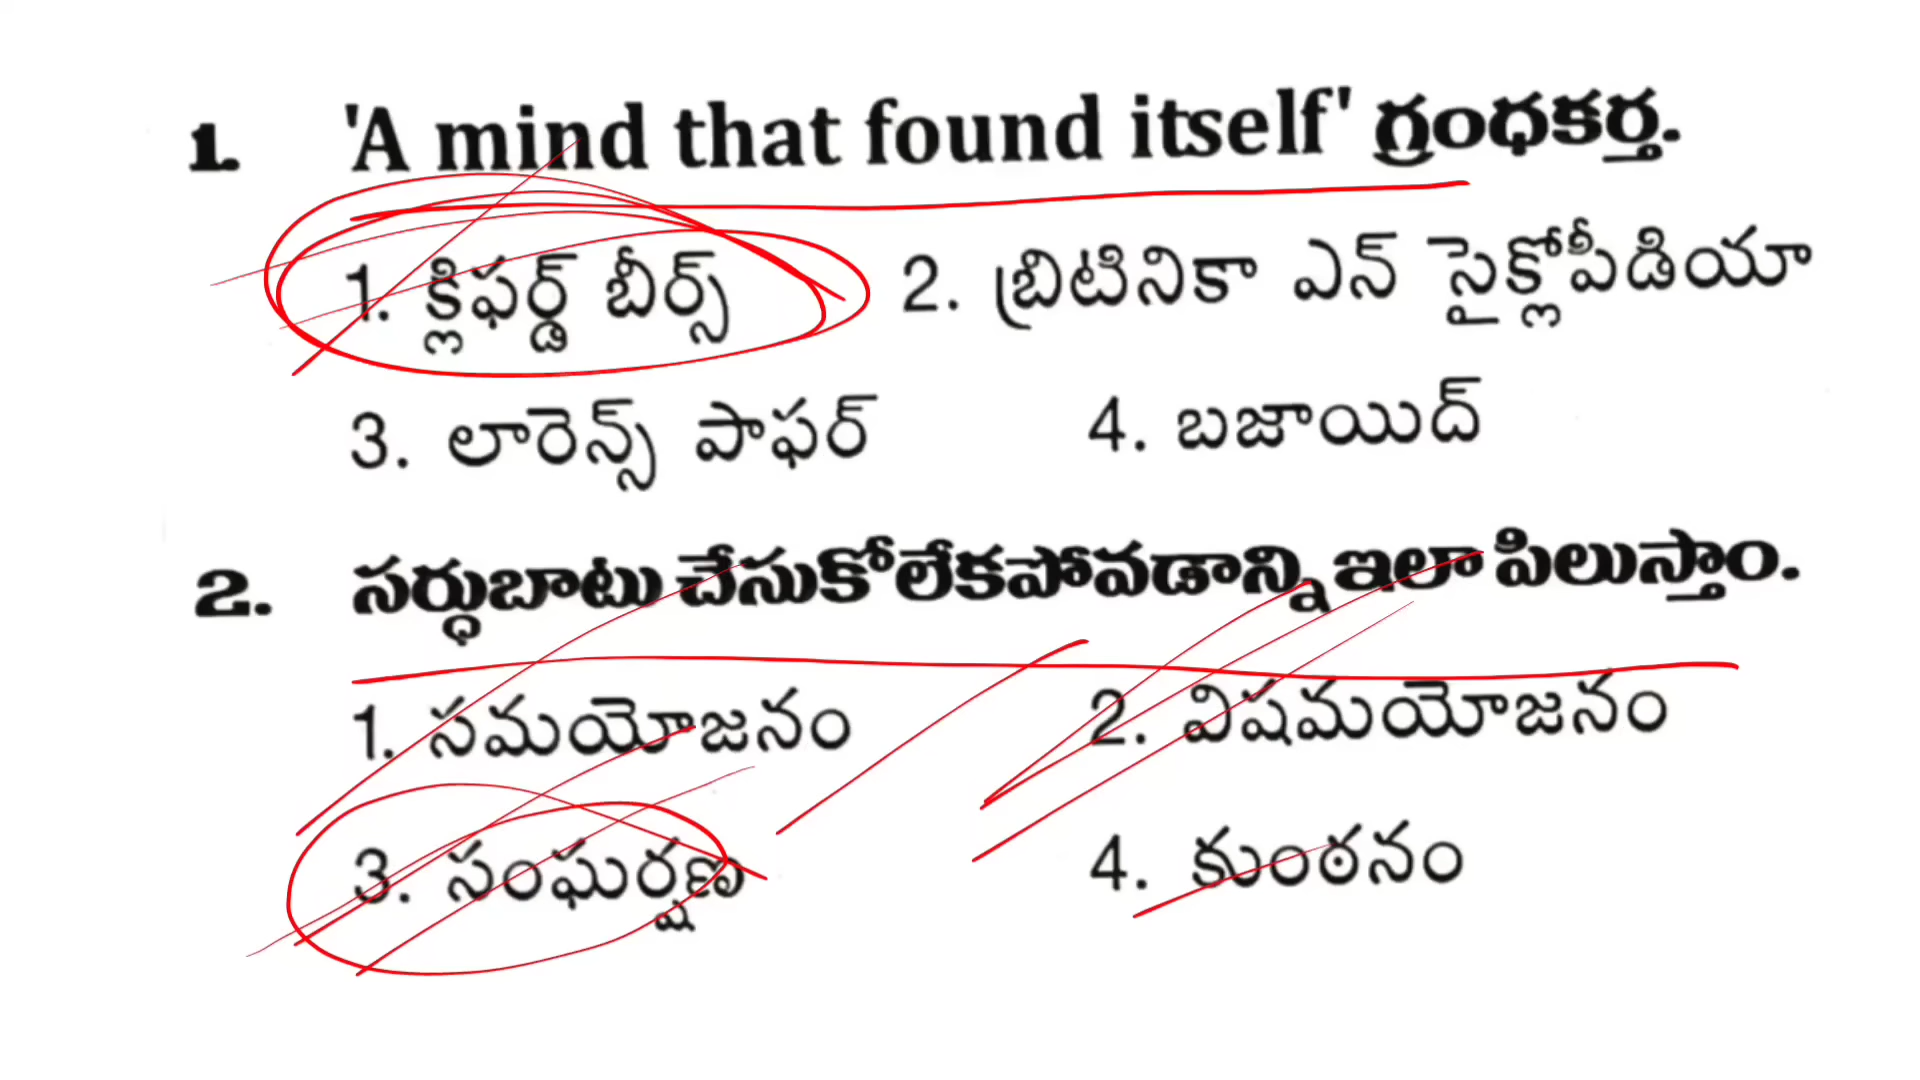 1. 'A mind that found itself' గ్రంధకర్త.
1. క్లిఫర్డ్ బీర్స్ 2. బ్రిటినికా ఎన్ సైక్లోపీడియా
3. లారెన్స్ పాఫర్ 4. బజాయిద్
2. సర్దుబాటు చేసుకోలేకపోవడాన్ని ఇలా పిలుస్తాం.
1. సమయోజనం 2. విషమయోజనం
3. సంఘర్షణ 4. కుంఠనం